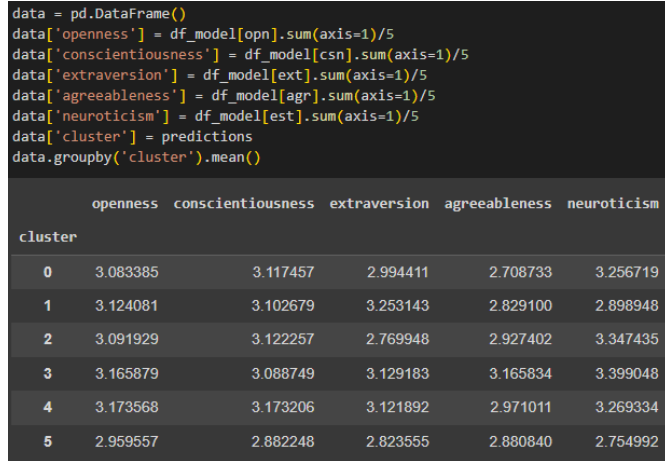 data = pd.DataFrame()
data['openness'] = df_model[opn].sum(axis=1)/5
data['conscientiousness'] = df_model[csn].sum(axis=1)/5
data['extraversion'] = df_model[ext].sum(axis=1)/5
data['agreeableness'] = df_model[agr].sum(axis=1)/5
data['neuroticism'] = df_model[est].sum(axis=1)/5
data['cluster'] = predictions
data.groupby('cluster').mean()
openness conscientiousness extraversion agreeableness neuroticism
cluster
0 3.083385 3.117457 2.994411 2.708733 3.256719
1 3.124081 3.102679 3.253143 2.829100 2.898948
2 3.091929 3.122257 2.769948 2.927402 3.347435
3 3.165879 3.088749 3.129183 3.165834 3.399048
4 3.173568 3.173206 3.121892 2.971011 3.269334
5 2.959557 2.882248 2.823555 2.880840 2.754992